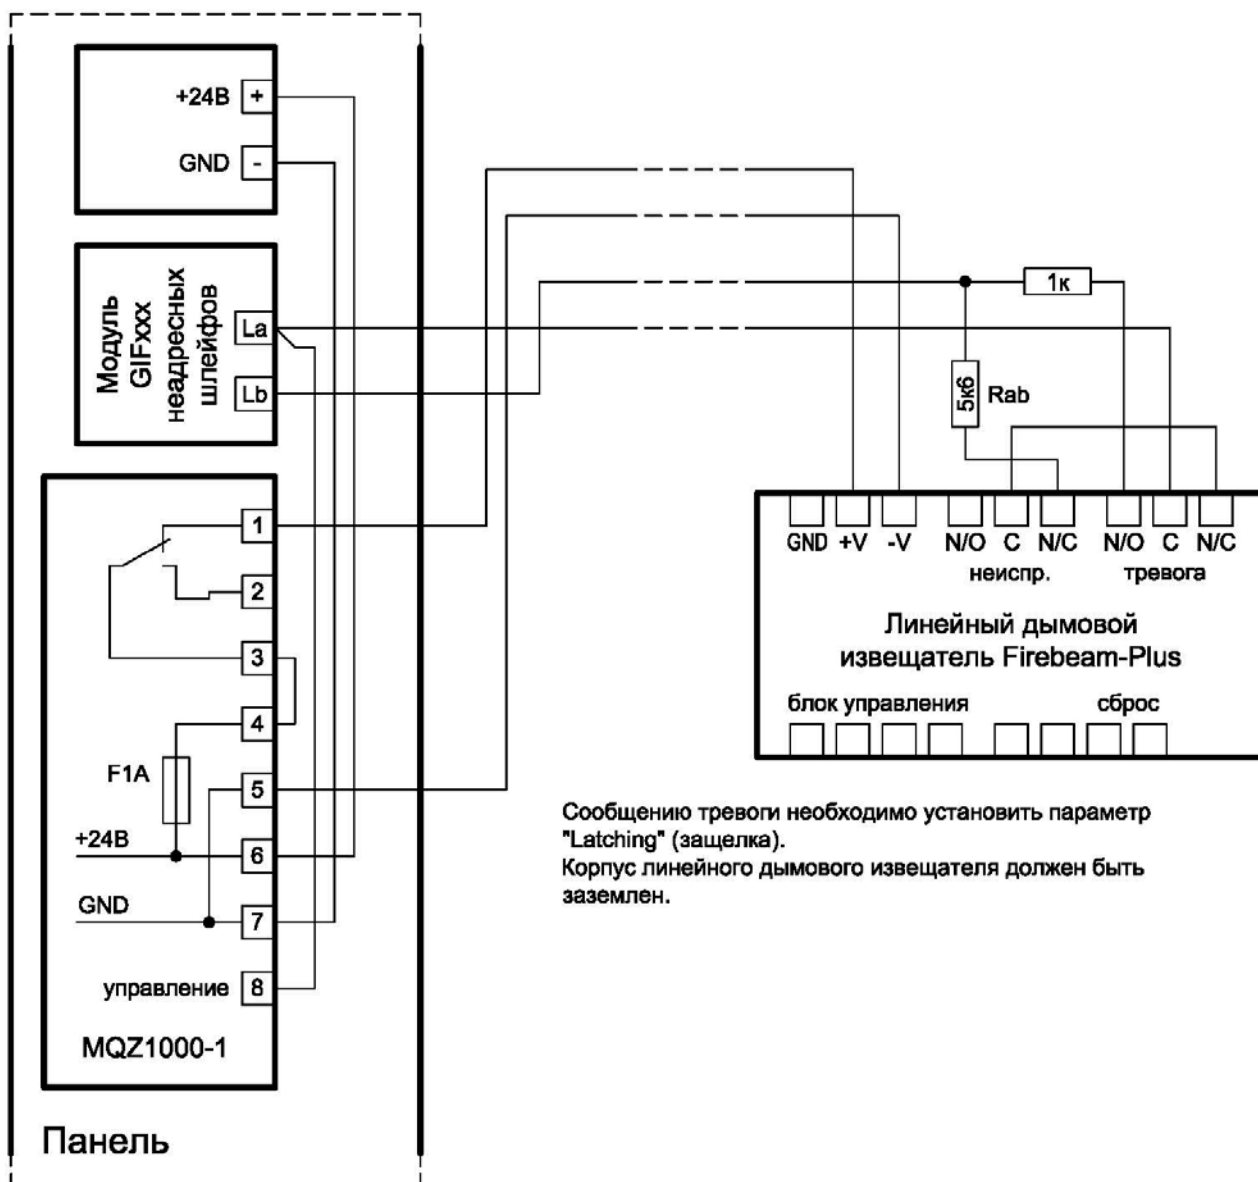 +24В +
GND -
Модуль
GIFxxx
неадресных
шлейфов
La
Lb
1
2
3
4
F1A
5
+24В
6
GND
7
управление 8
MQZ1000-1
Панель
1к
5к6 Rab
GND +V -V N/O C N/C N/O C N/C
неиспр. тревога
Линейный дымовой
извещатель Firebeam-Plus
блок управления сброс
Сообщению тревоги необходимо установить параметр
"Latching" (защелка).
Корпус линейного дымового извещателя должен быть
заземлен.